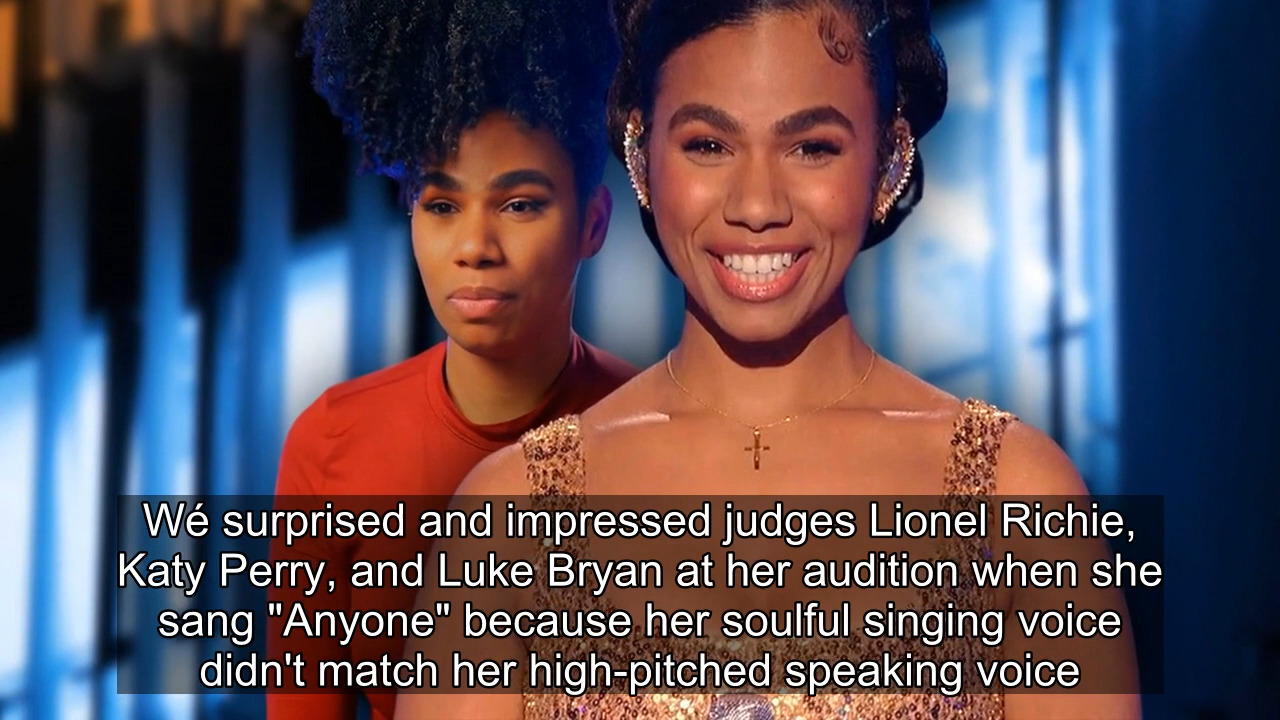 Wé surprised and impressed judges Lionel Richie,
Katy Perry, and Luke Bryan at her audition when she
sang "Anyone" because her soulful singing voice
didn't match her high-pitched speaking voice